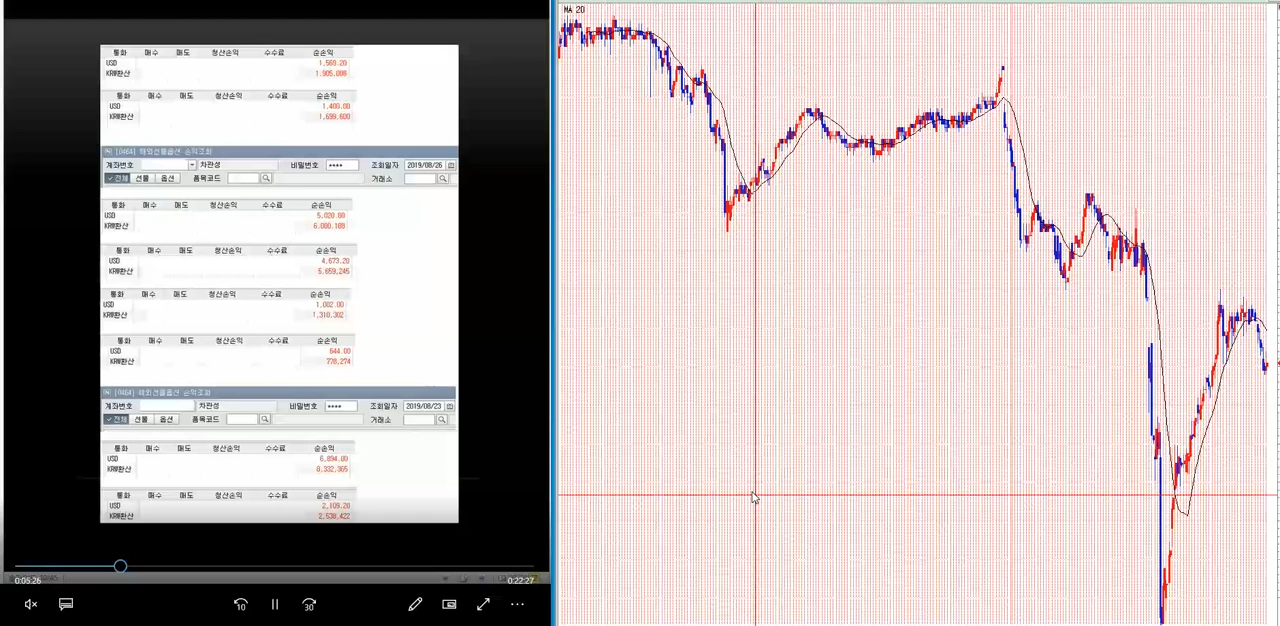 MA 20
통화 매수 매도 청산손익 수수료 순손익
USD 1,569.20
KRW환산 1,905,008
통화 매수 매도 청산손익 수수료 순손익
USD 1,400.00
KRW환산 1,699,600
[0464] 해외선물옵션 손익조회
계좌번호 차판성 비밀번호 **** 조회일자 2019/08/26
전체 선물 옵션 품목코드 거래소
통화 매수 매도 청산손익 수수료 순손익
USD 5,020.00
KRW환산 6,080,189
통화 매수 매도 청산손익 수수료 순손익
USD 4,673.20
KRW환산 5,659,245
통화 매수 매도 청산손익 수수료 순손익
USD 1,082.00
KRW환산 1,310,302
통화 매수 매도 청산손익 수수료 순손익
USD 644.00
KRW환산 778,274
[0464] 해외선물옵션 손익조회
계좌번호 차판성 비밀번호 **** 조회일자 2019/08/23
전체 선물 옵션 품목코드 거래소
통화 매수 매도 청산손익 수수료 순손익
USD 6,894.00
KRW환산 8,332,365
통화 매수 매도 청산손익 수수료 순손익
USD 2,109.20
KRW환산 2,538,422
0:05:26 0:22:27
10 30